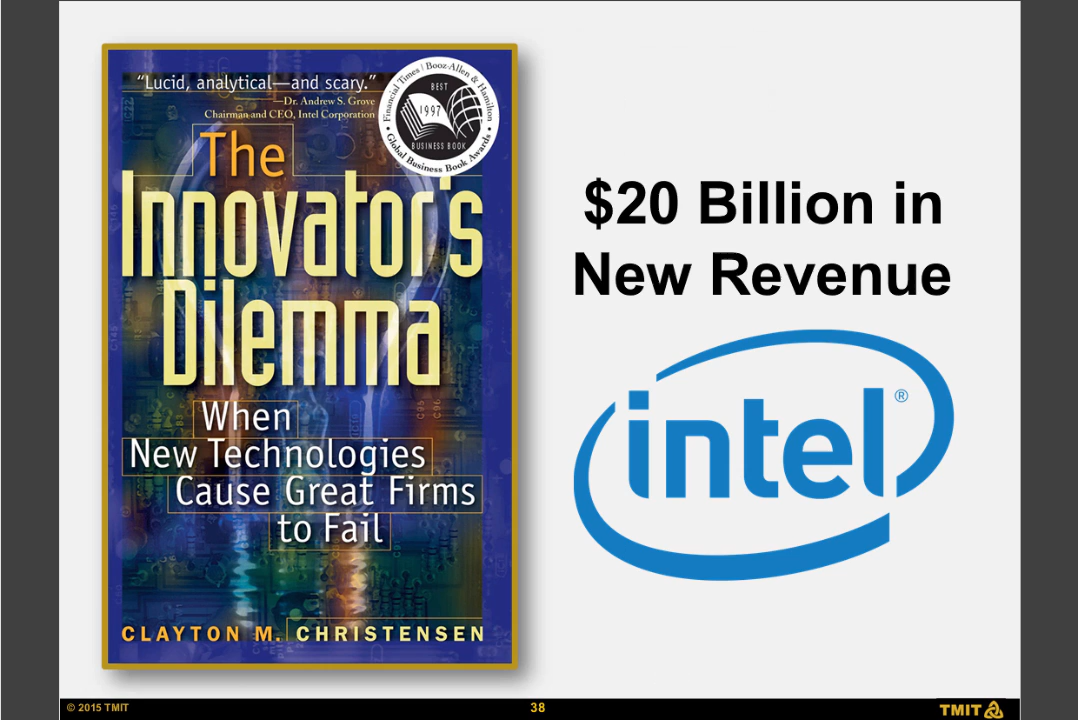 "Lucid, analytical—and scary."
—Dr. Andrew S. Grove
Chairman and CEO, Intel Corporation
Financial Times | Booz·Allen & Hamilton
BEST
1997
BUSINESS BOOK
• Global Business Book Awards •
The
Innovator's
Dilemma
When
New Technologies
Cause Great Firms
to Fail
CLAYTON M. CHRISTENSEN
$20 Billion in
New Revenue
intel®
© 2015 TMIT
38
TMIT